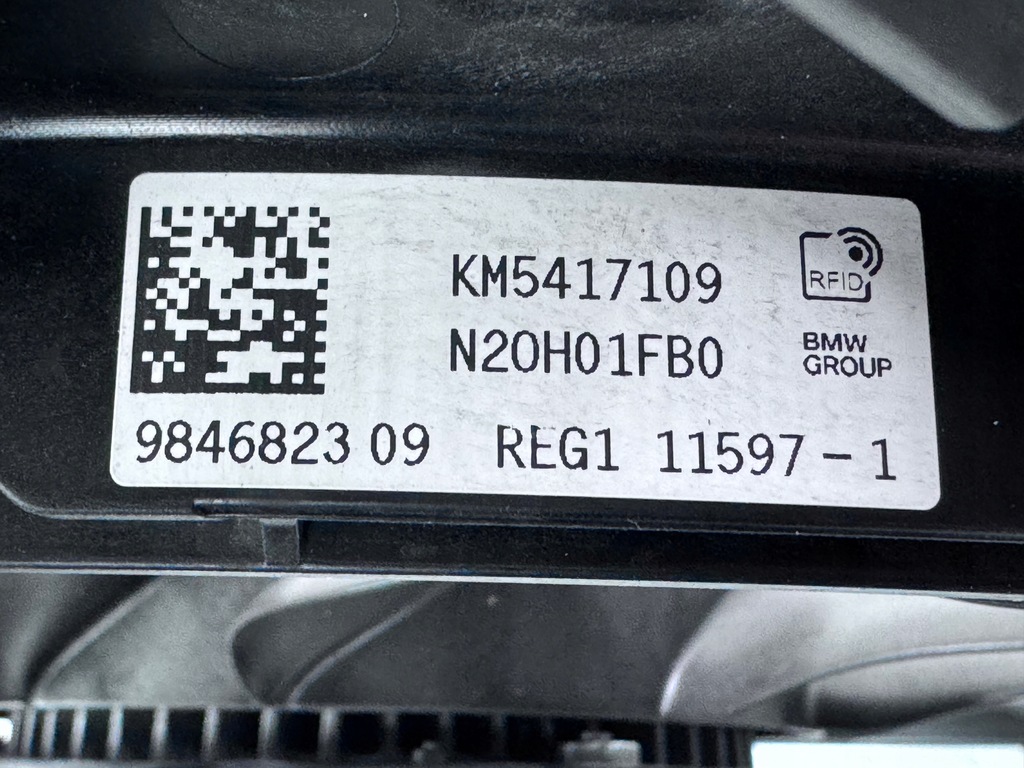 KM5417109
N20H01FB0
RFID
BMW
GROUP
9846823 09 REG1 11597-1